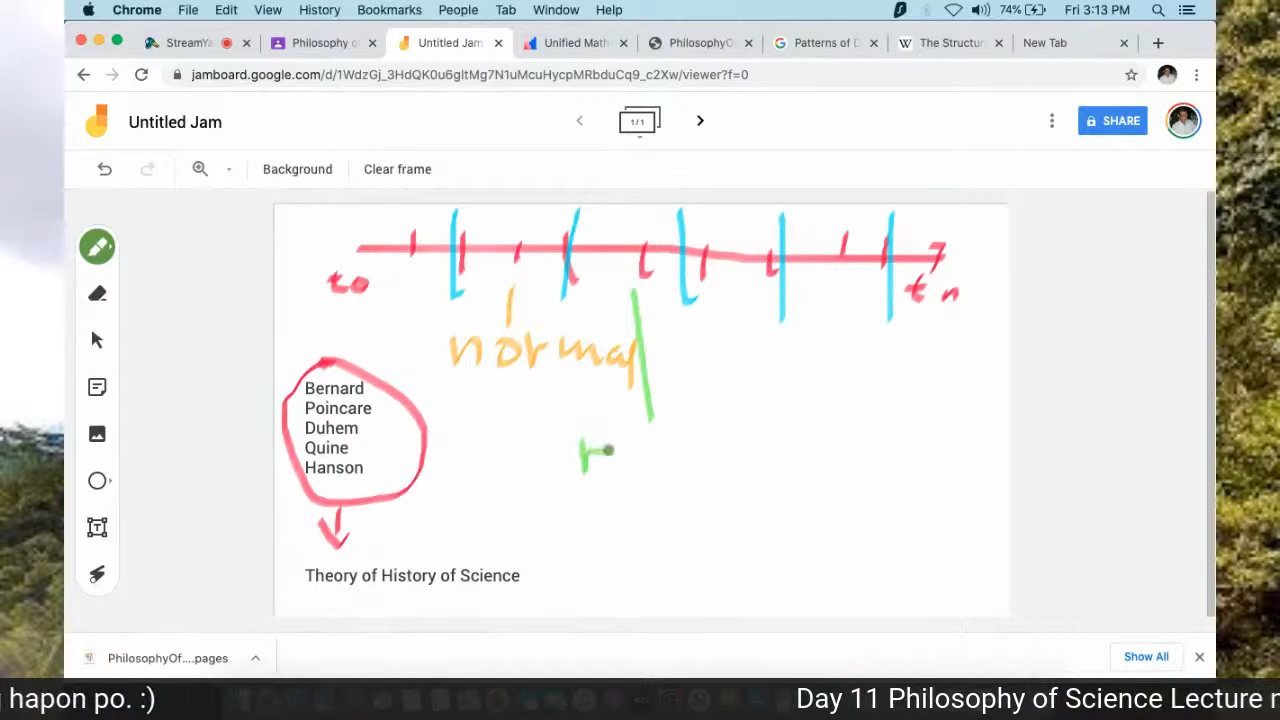 Chrome File Edit View History Bookmarks People Tab Window Help 74% Fri 3:13 PM
StreamYa Philosophy of Untitled Jam Unified Math PhilosophyO Patterns of D The Structur New Tab
jamboard.google.com/d/1WdzGj_3HdQK0u6gltMg7N1uMcuHycpMRbduCq9_c2Xw/viewer?f=0
Untitled Jam 1/1 SHARE
Background Clear frame
to tn
normal
Bernard
Poincare
Duhem
Quine
Hanson
r
Theory of History of Science
PhilosophyOf....pages Show All
hapon po. :) Day 11 Philosophy of Science Lecture